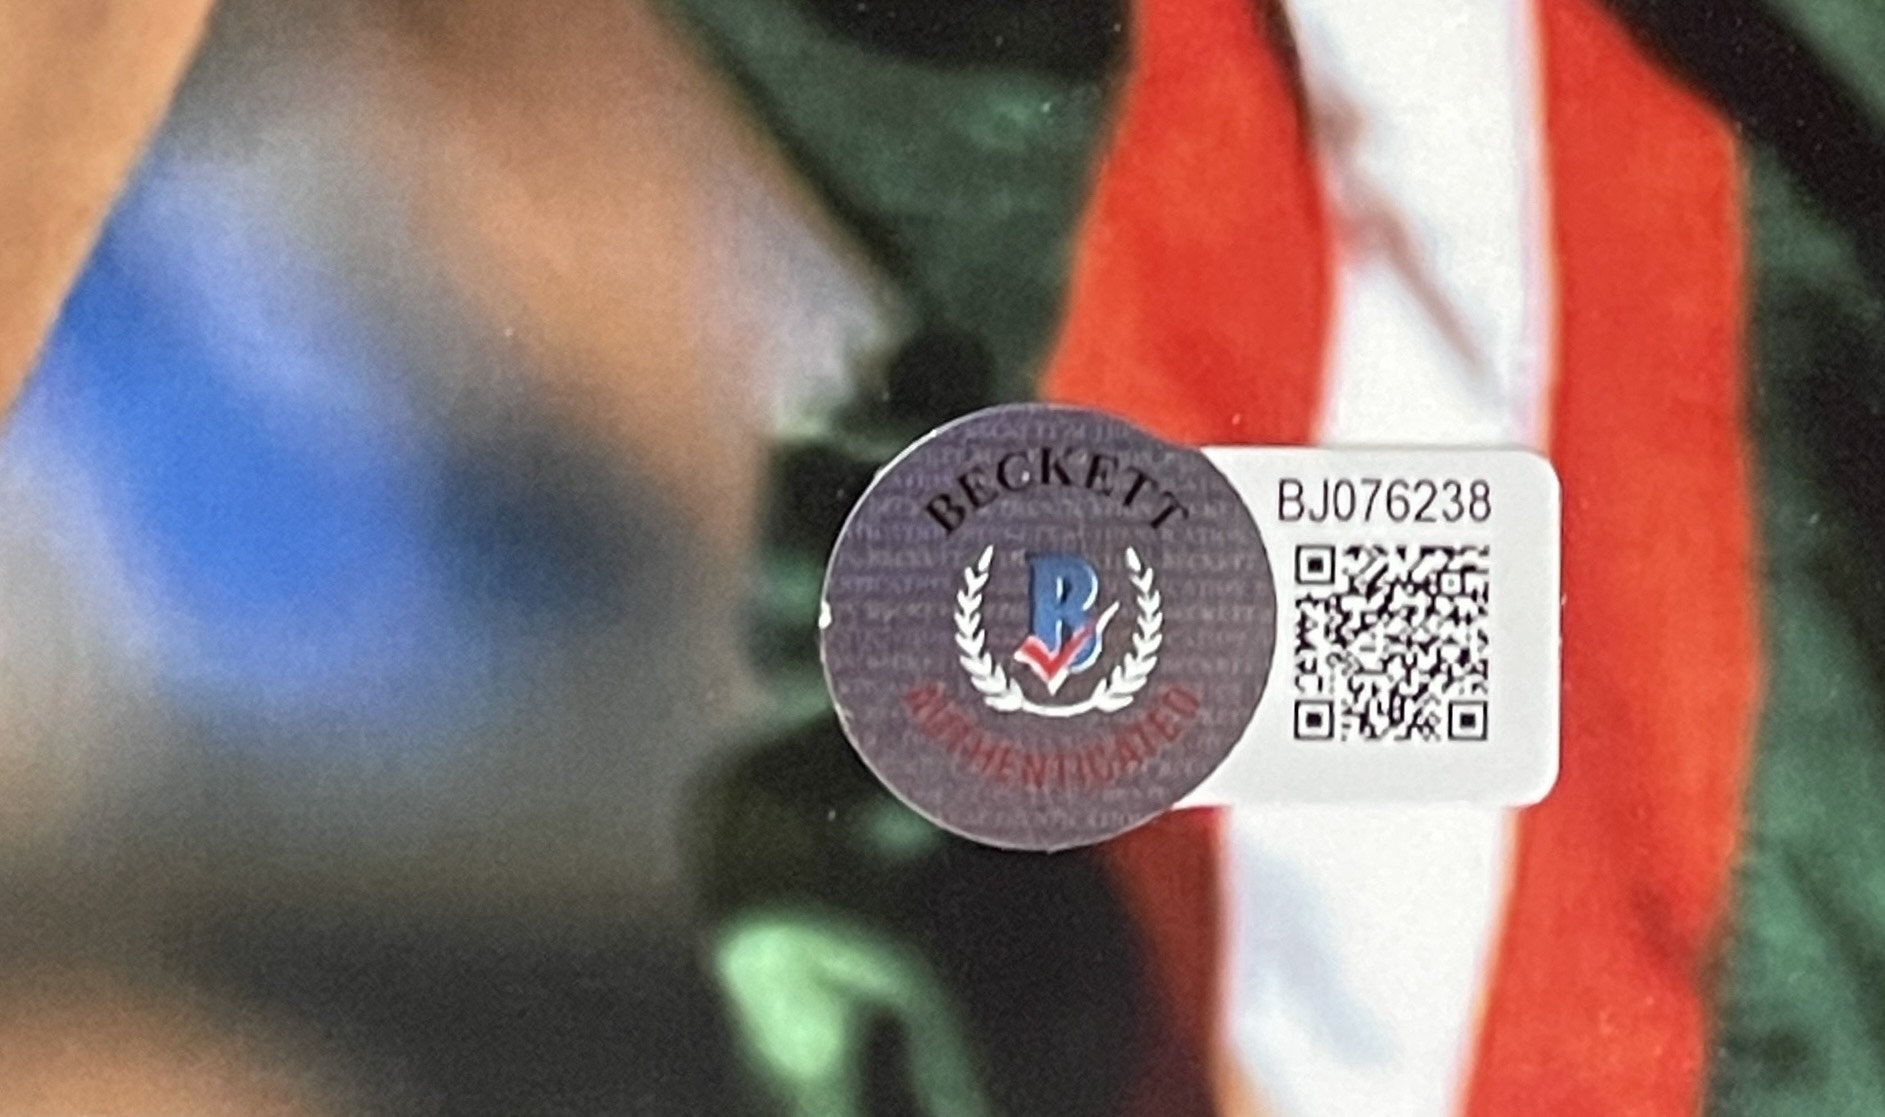 BECKETT
B
AUTHENTICATED
BJ076238